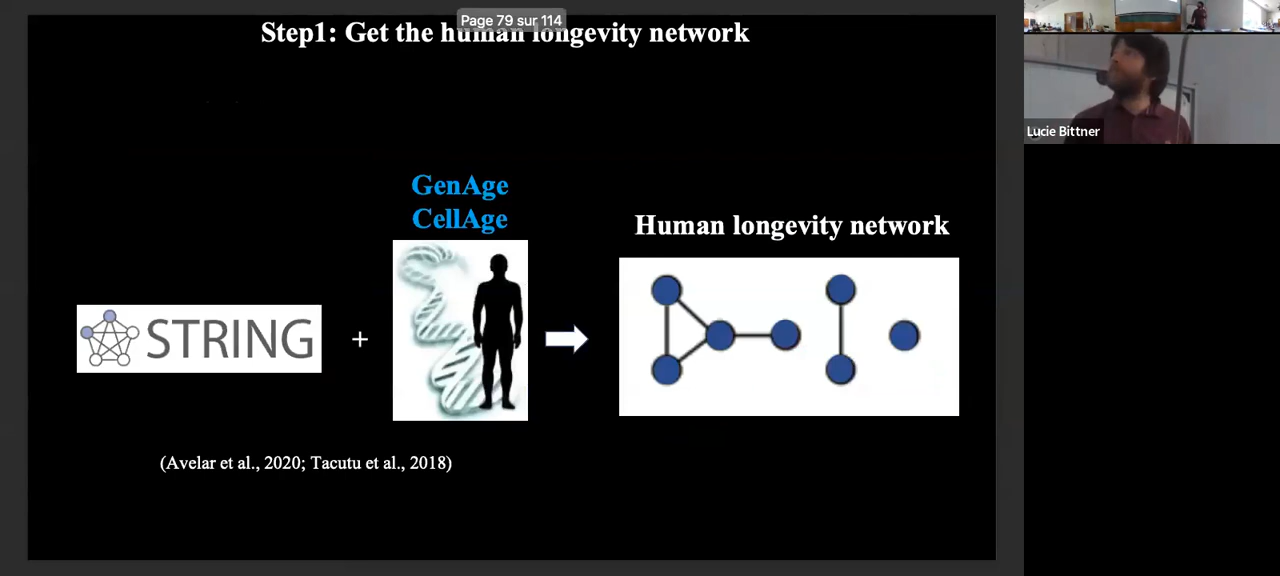 Page 79 sur 114
Step1: Get the human longevity network
GenAge
CellAge
Human longevity network
STRING
+
(Avelar et al., 2020; Tacutu et al., 2018)
Lucie Bittner